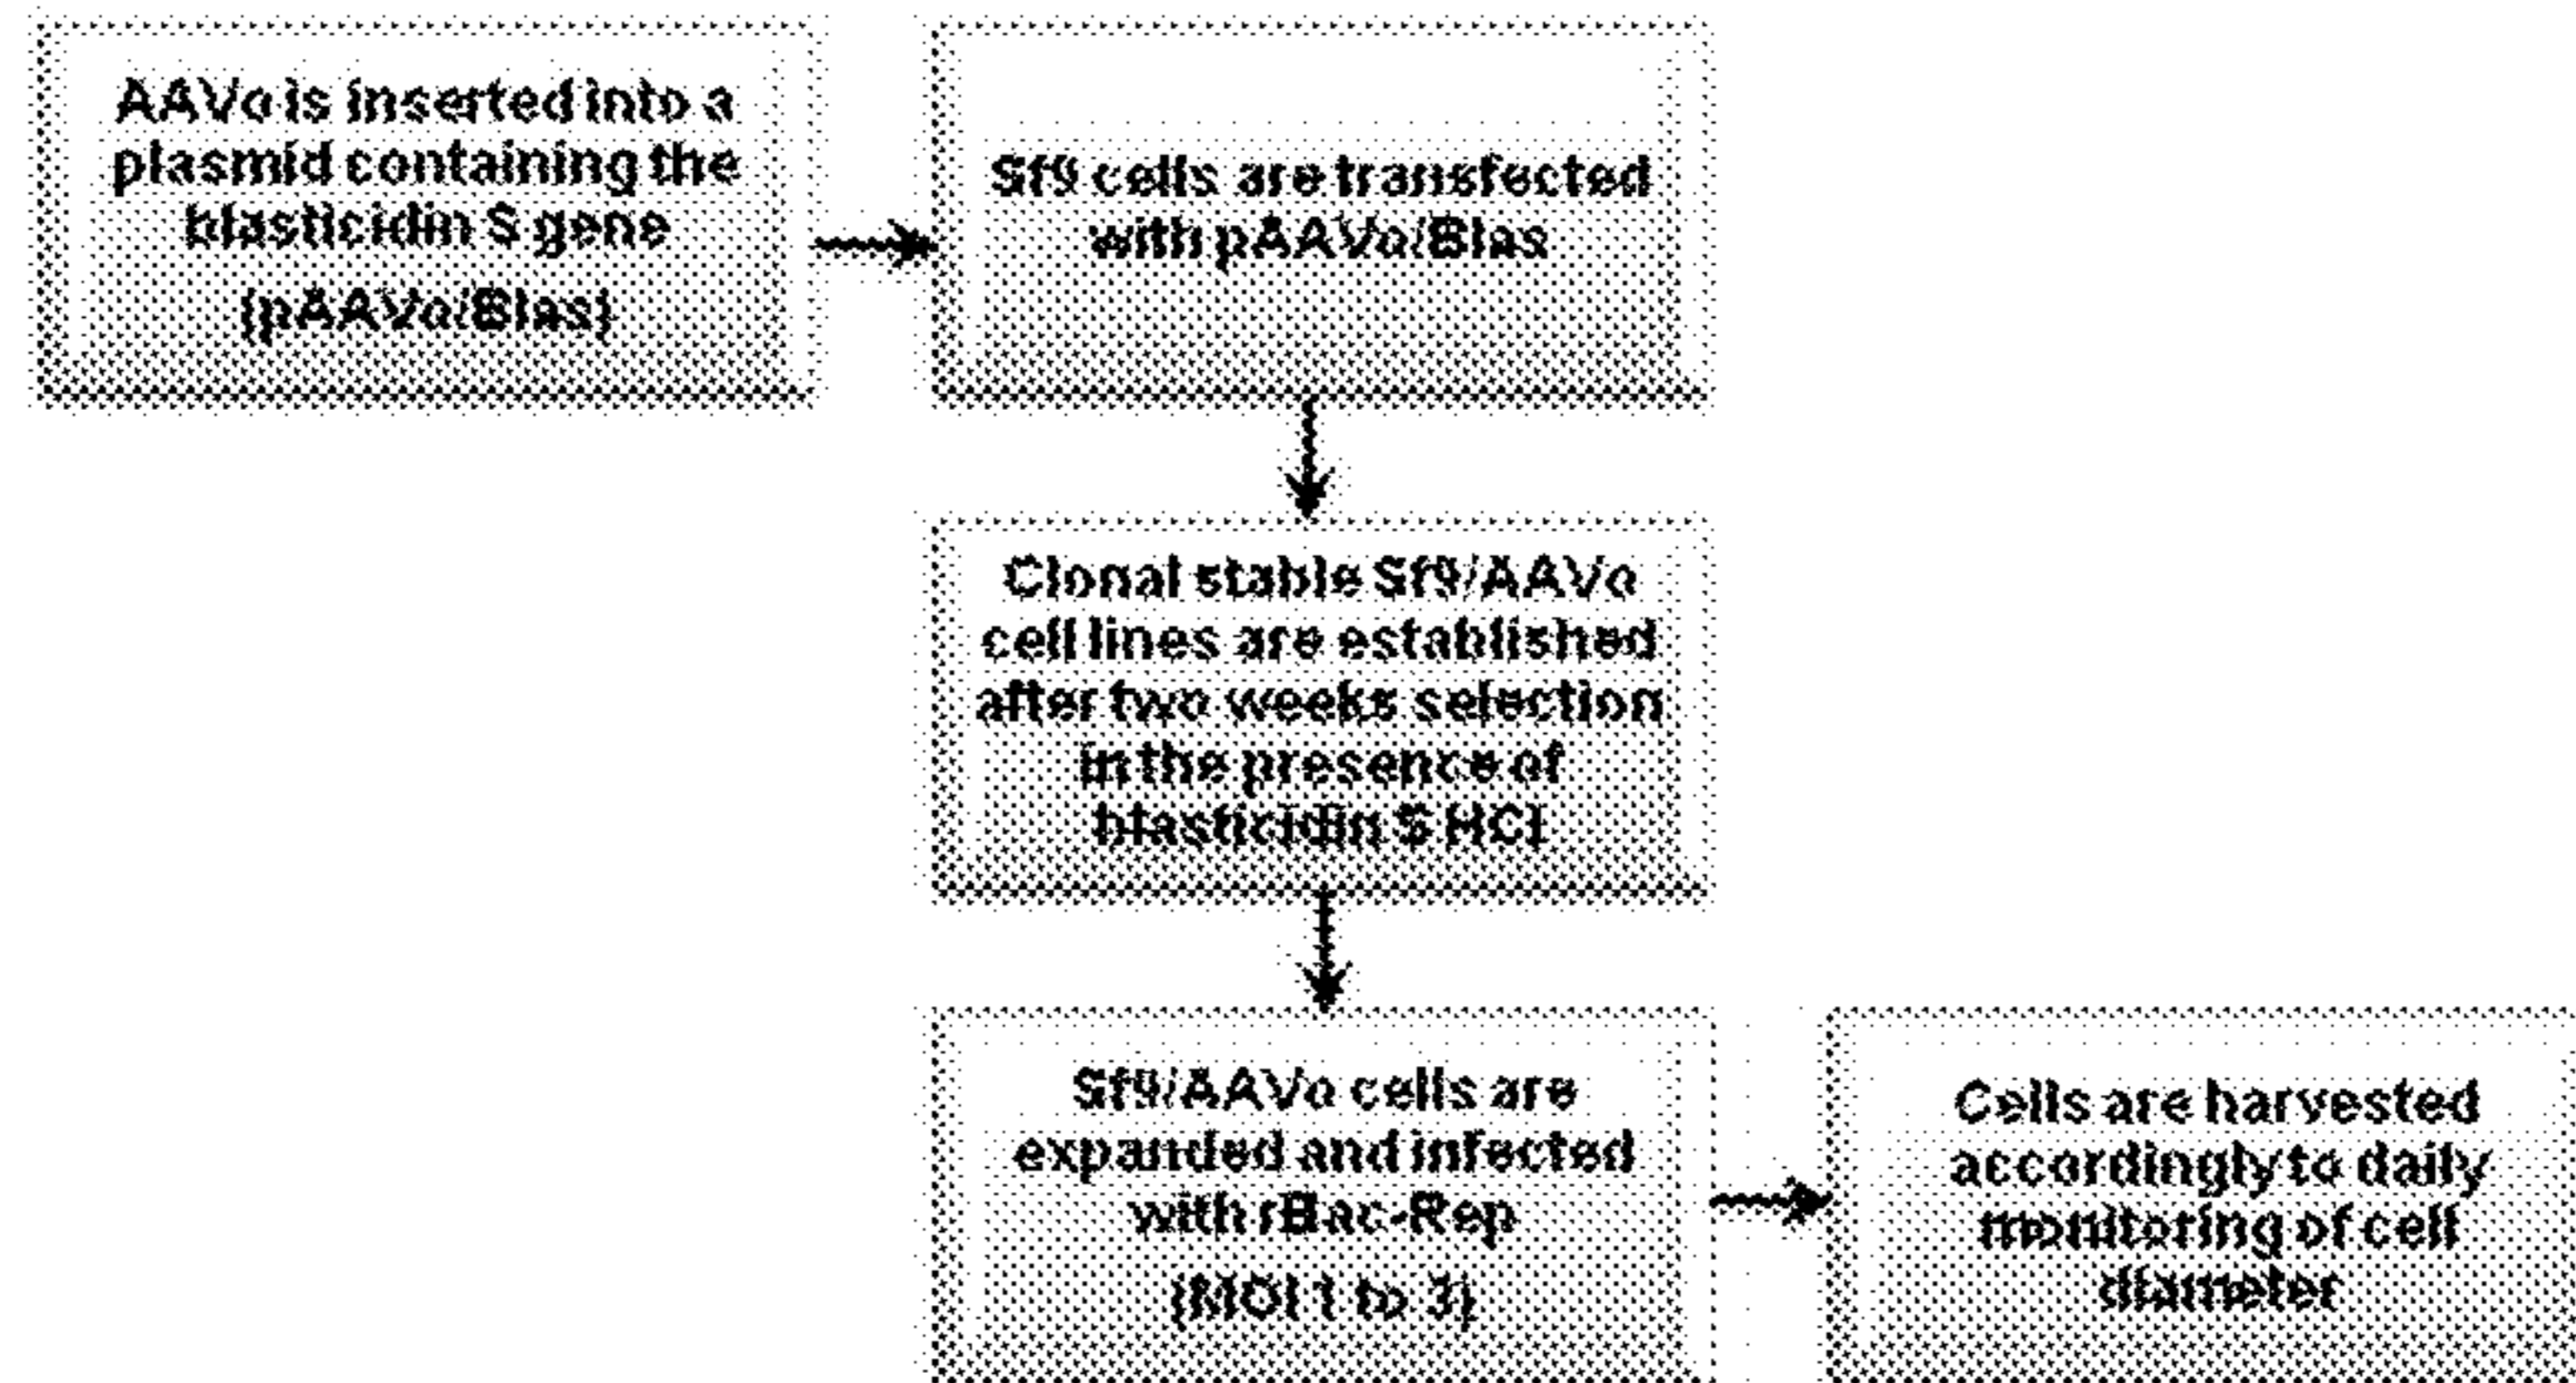 AAVo is inserted into a
plasmid containing the
blasticidin S gene
(pAAVo/Blas)
Sf9 cells are transfected
with pAAVo/Blas
Clonal stable Sf9/AAVo
cell lines are established
after two weeks selection
in the presence of
blasticidin S HCl
Sf9/AAVo cells are
expanded and infected
with rBac-Rep
(MOI 1 to 3)
Cells are harvested
accordingly to daily
monitoring of cell
diameter